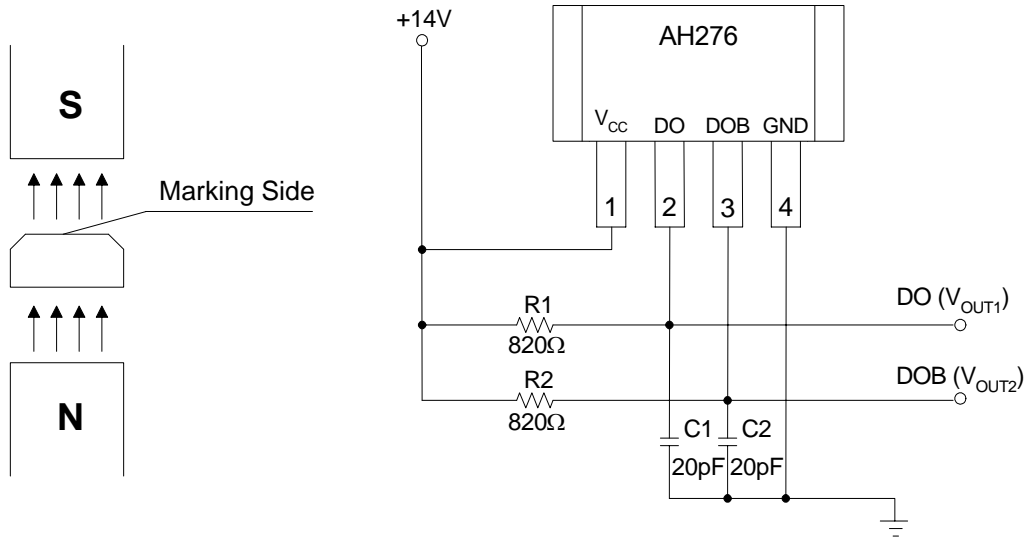 S
Marking Side
N
+14V
AH276
VCC DO DOB GND
1 2 3 4
R1
820Ω
DO (VOUT1)
R2
820Ω
DOB (VOUT2)
C1 C2
20pF 20pF